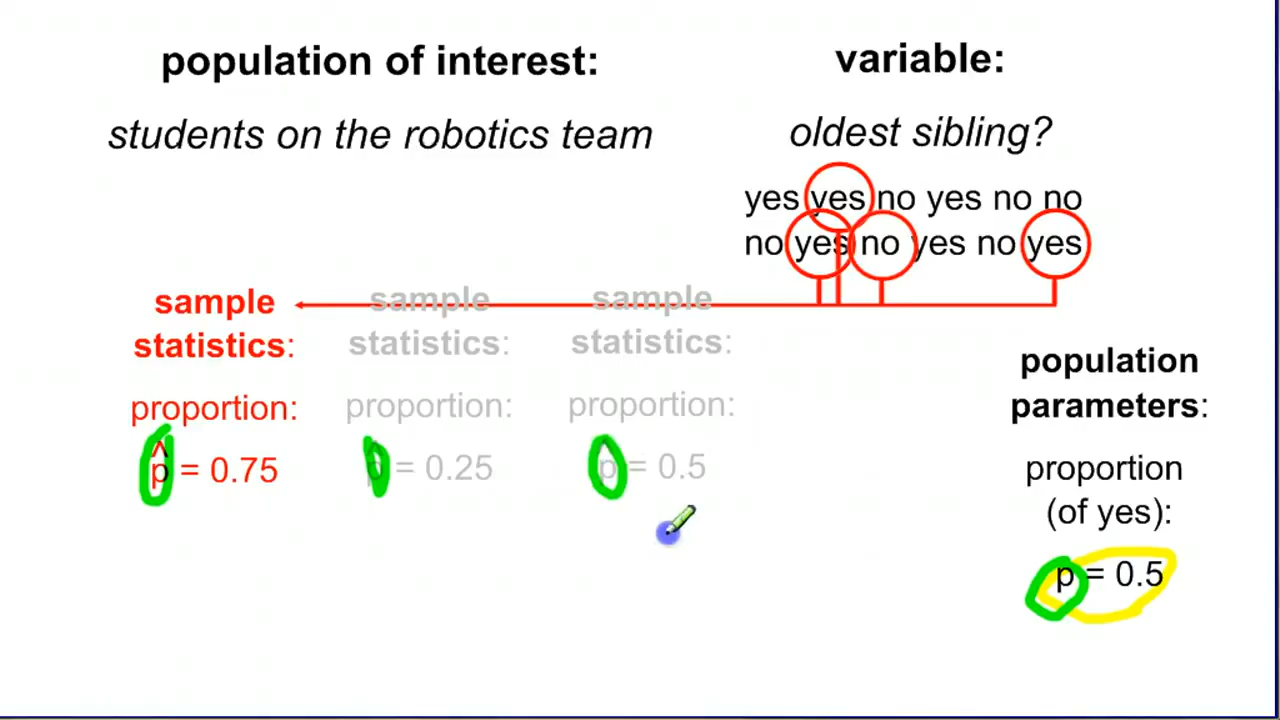 population of interest:
students on the robotics team
variable:
oldest sibling?
yes yes no yes no no
no yes no yes no yes
sample
statistics:
proportion:
p̂ = 0.75
sample
statistics:
proportion:
p̂ = 0.25
sample
statistics:
proportion:
p̂ = 0.5
population
parameters:
proportion
(of yes):
p = 0.5